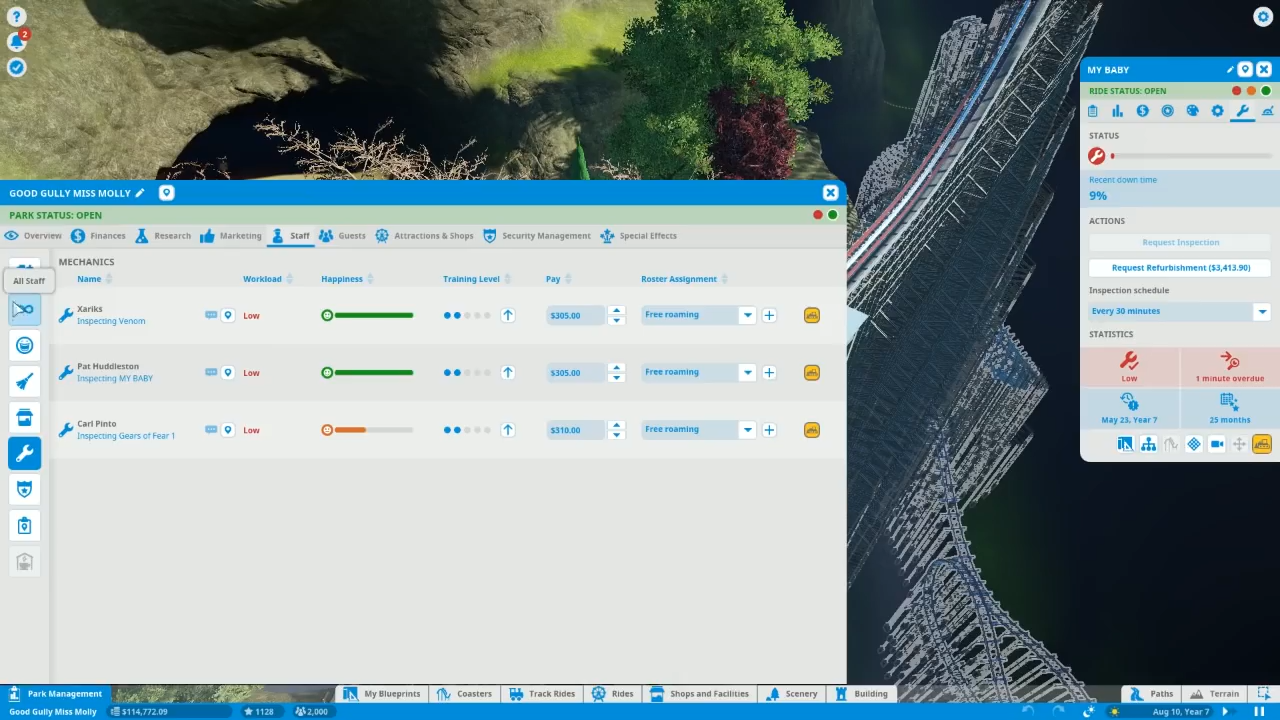 2
GOOD GULLY MISS MOLLY
PARK STATUS: OPEN
Overview Finances Research Marketing Staff Guests Attractions & Shops Security Management Special Effects
MECHANICS
All Staff
Name Workload Happiness Training Level Pay Roster Assignment
Xariks
Inspecting Venom
Low $305.00 Free roaming
Pat Huddleston
Inspecting MY BABY
Low $305.00 Free roaming
Carl Pinto
Inspecting Gears of Fear 1
Low $310.00 Free roaming
MY BABY
RIDE STATUS: OPEN
STATUS
Recent down time
9%
ACTIONS
Request Inspection
Request Refurbishment ($3,413.90)
Inspection schedule
Every 30 minutes
STATISTICS
Low 1 minute overdue
May 23, Year 7 25 months
Park Management My Blueprints Coasters Track Rides Rides Shops and Facilities Scenery Building Paths Terrain
Good Gully Miss Molly $114,772.09 1128 2,000 Aug 10, Year 7